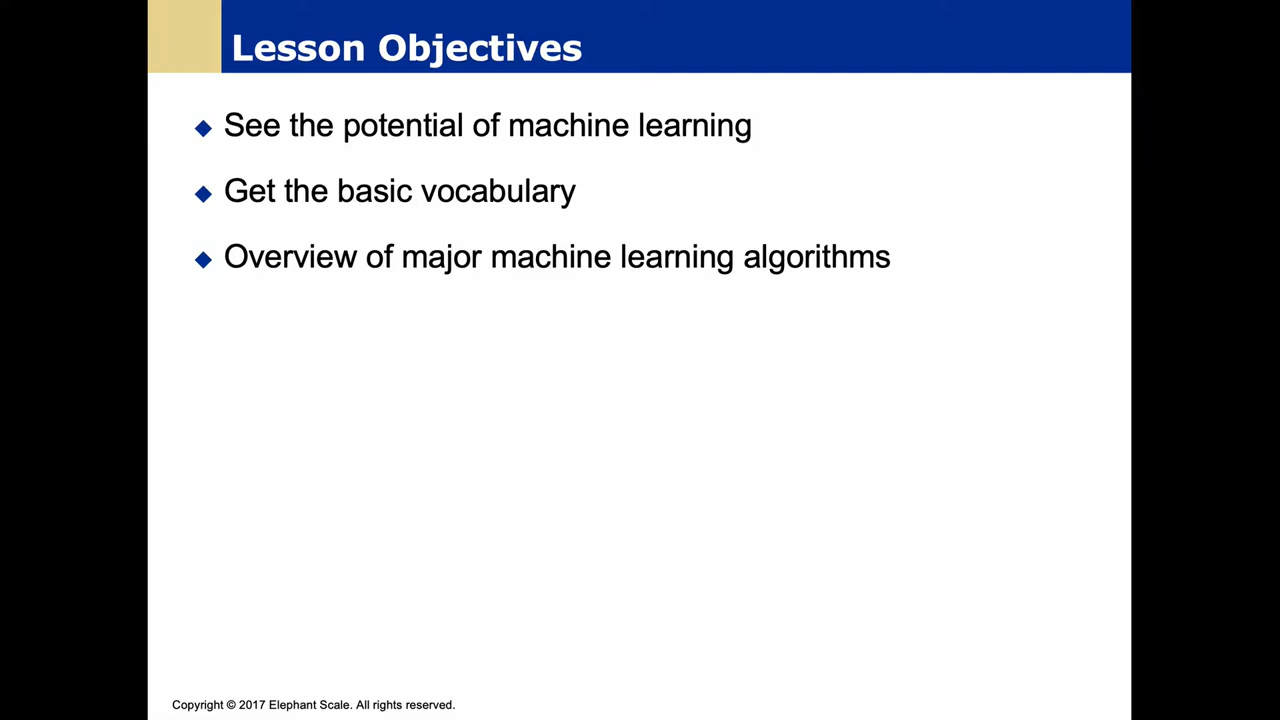 Lesson Objectives
See the potential of machine learning
Get the basic vocabulary
Overview of major machine learning algorithms
Copyright © 2017 Elephant Scale. All rights reserved.